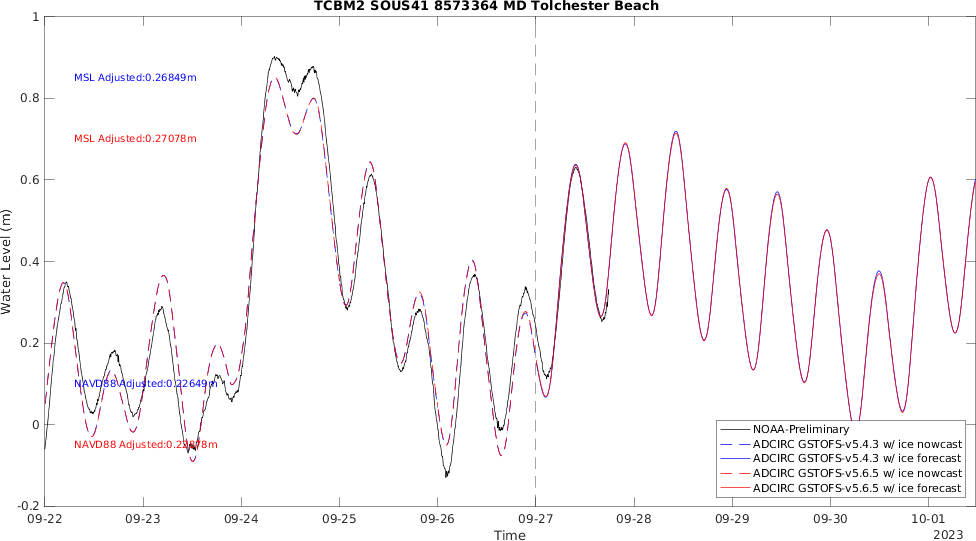 TCBM2 SOUS41 8573364 MD Tolchester Beach
1
MSL Adjusted:0.26849m
0.8
MSL Adjusted:0.27078m
0.6
Water Level (m)
0.4
0.2
NAVD88 Adjusted:0.22649m
0
NAVD88 Adjusted:0.22878m
-0.2
NOAA-Preliminary
ADCIRC GSTOFS-v5.4.3 w/ ice nowcast
ADCIRC GSTOFS-v5.4.3 w/ ice forecast
ADCIRC GSTOFS-v5.6.5 w/ ice nowcast
ADCIRC GSTOFS-v5.6.5 w/ ice forecast
09-22 09-23 09-24 09-25 09-26 09-27 09-28 09-29 09-30 10-01
Time
2023